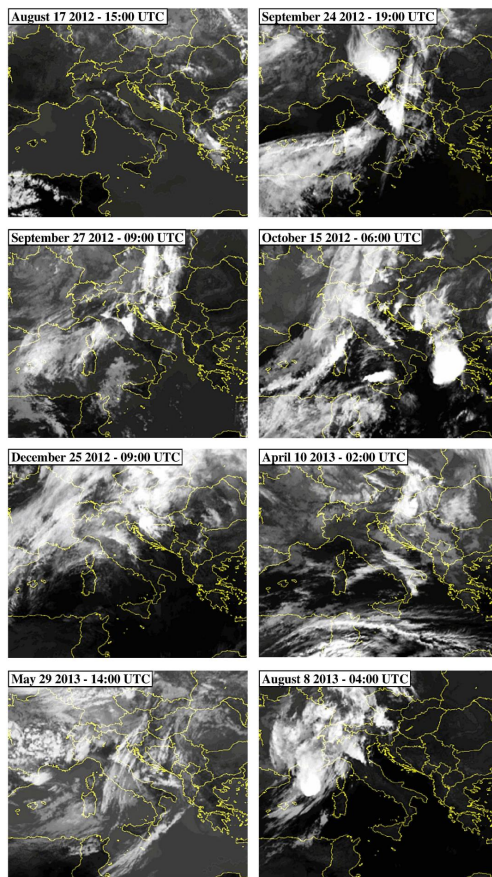 August 17 2012 - 15:00 UTC
September 24 2012 - 19:00 UTC
September 27 2012 - 09:00 UTC
October 15 2012 - 06:00 UTC
December 25 2012 - 09:00 UTC
April 10 2013 - 02:00 UTC
May 29 2013 - 14:00 UTC
August 8 2013 - 04:00 UTC